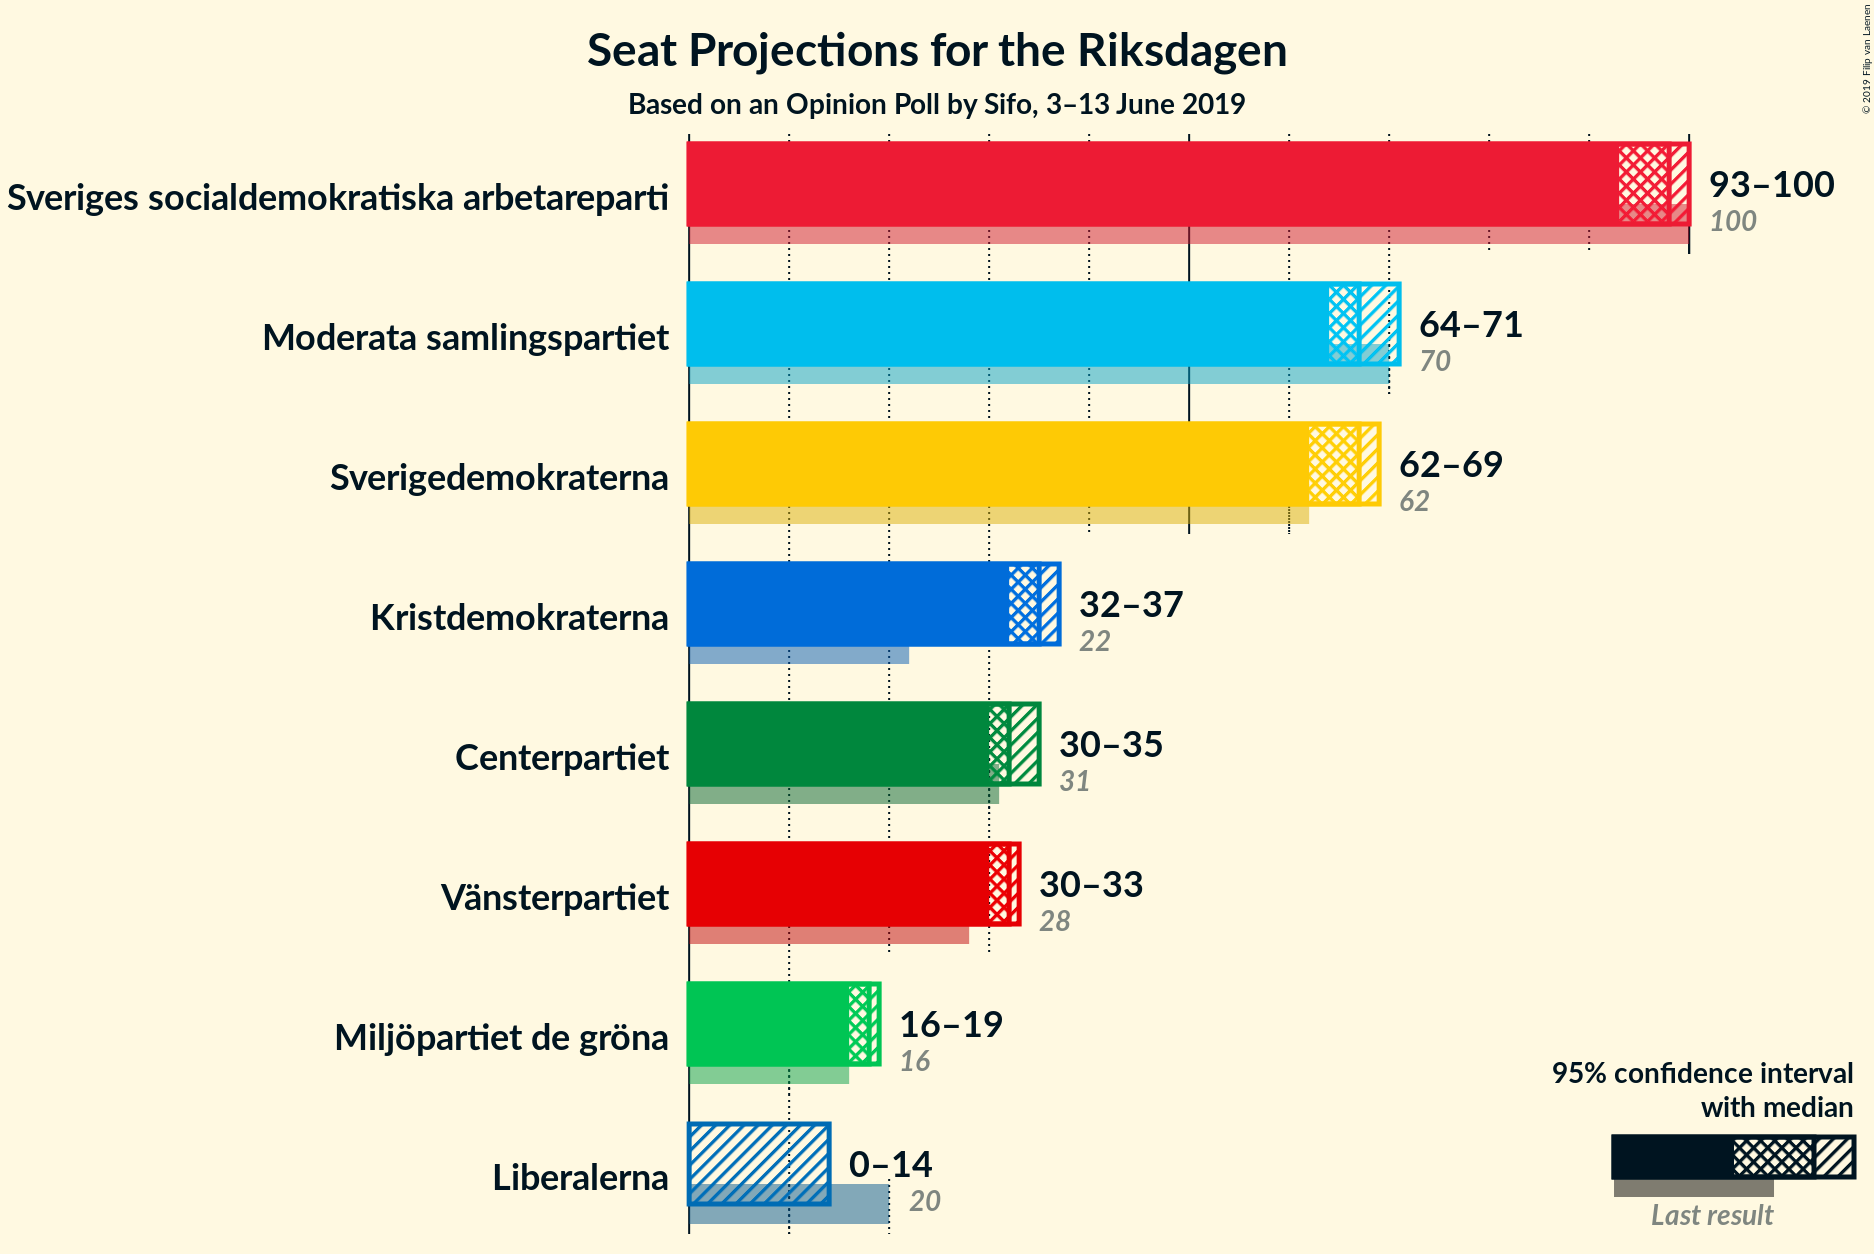 Seat Projections for the Riksdagen
Based on an Opinion Poll by Sifo, 3–13 June 2019
© 2019 Filip van Laenen
Sveriges socialdemokratiska arbetareparti
93–100
100
Moderata samlingspartiet
64–71
70
Sverigedemokraterna
62–69
62
Kristdemokraterna
32–37
22
Centerpartiet
30–35
31
Vänsterpartiet
30–33
28
Miljöpartiet de gröna
16–19
16
Liberalerna
0–14
20
95% confidence interval
with median
Last result